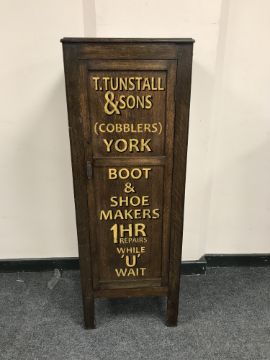 T. TUNSTALL
& SONS
(COBBLERS)
YORK
BOOT
&
SHOE
MAKERS
1HR
REPAIRS
WHILE
'U'
WAIT